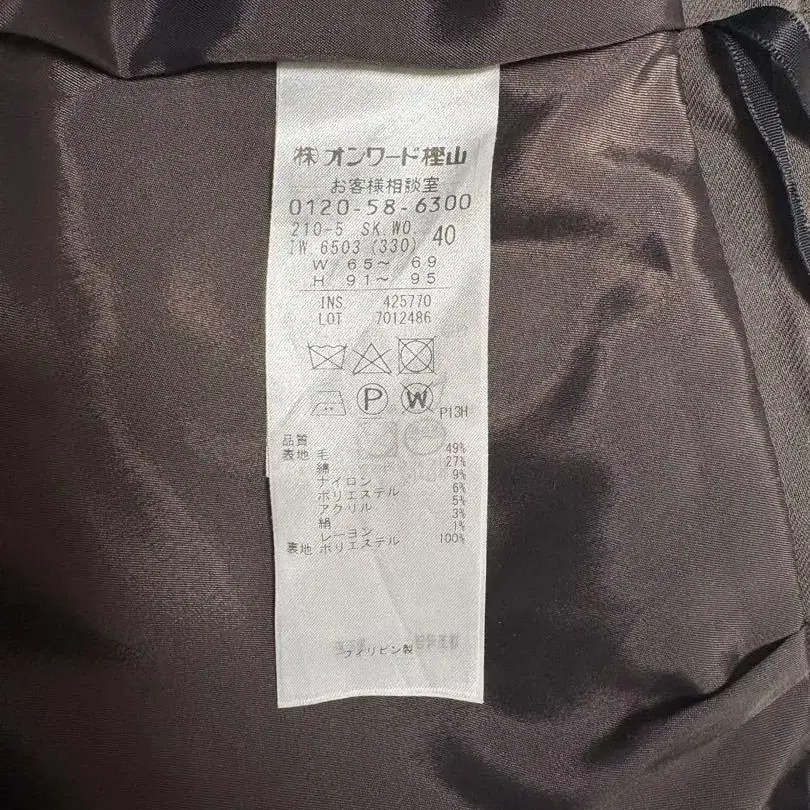 ㈱オンワード樫山
お客様相談室
0120-58-6300
210-5 SK.WO.
IW.6503 (330) 40
W 65〜 69
H 91〜 95
INS 425770
LOT 7012486
P W
PI3H
品質
表地 毛 49%
綿 27%
ナイロン 9%
ポリエステル 6%
アクリル 5%
絹 3%
レーヨン 1%
裏地 ポリエステル 100%
フィリピン製